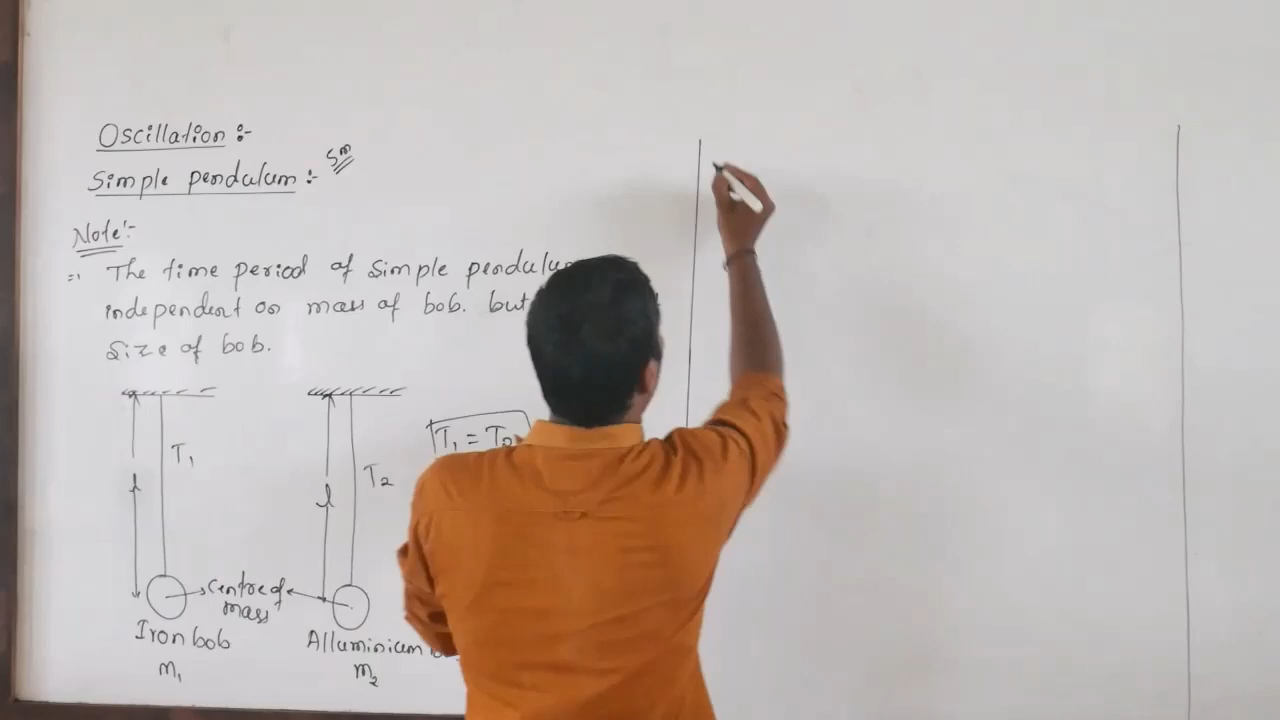 Oscillation :-
Simple pendulum :- 5m
Note:-
The time period of Simple pendulum
independent on mass of bob. but
Size of bob.
T₁ = T₂
T₁
T₂
l
l
Centre of
mass
Iron bob
Alluminium
m₁
m₂